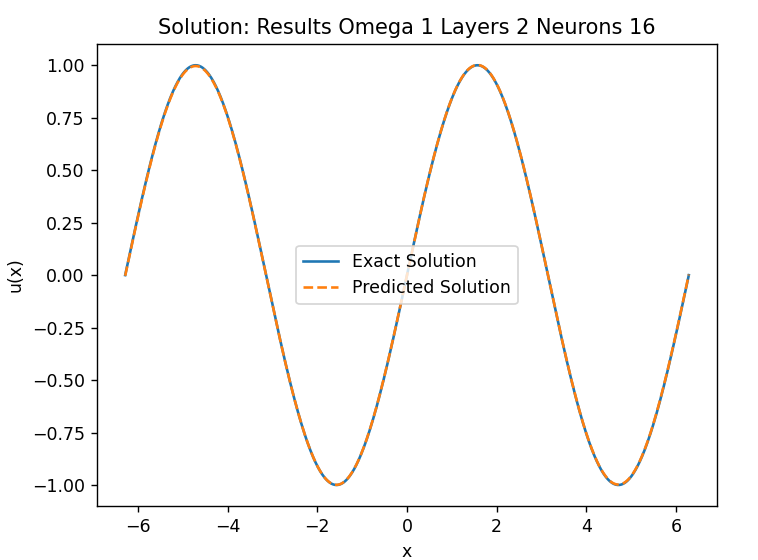 Solution: Results Omega 1 Layers 2 Neurons 16
1.00
0.75
0.50
0.25
0.00
−0.25
−0.50
−0.75
−1.00
u(x)
Exact Solution
Predicted Solution
−6 −4 −2 0 2 4 6
x